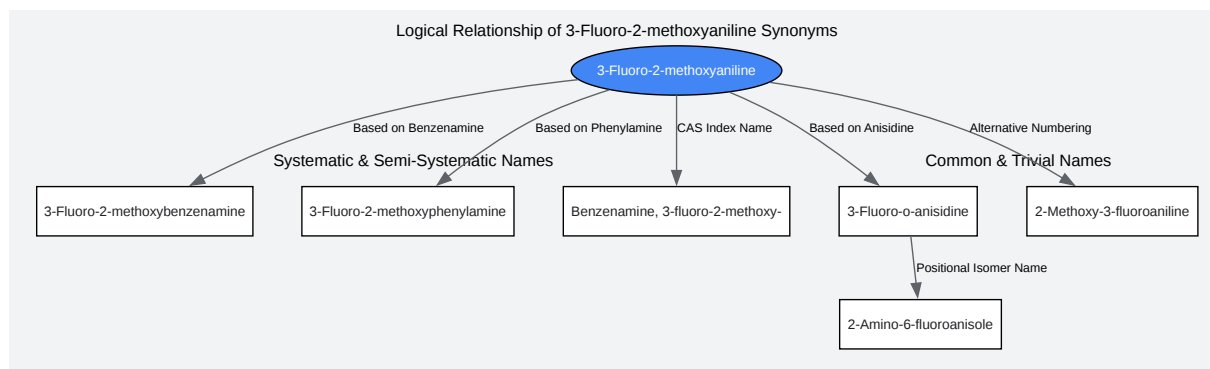 Logical Relationship of 3-Fluoro-2-methoxyaniline Synonyms
3-Fluoro-2-methoxyaniline
Based on Benzenamine
Based on Phenylamine
CAS Index Name
Based on Anisidine
Alternative Numbering
Systematic & Semi-Systematic Names
Common & Trivial Names
3-Fluoro-2-methoxybenzenamine
3-Fluoro-2-methoxyphenylamine
Benzenamine, 3-fluoro-2-methoxy-
3-Fluoro-o-anisidine
2-Methoxy-3-fluoroaniline
Positional Isomer Name
2-Amino-6-fluoroanisole